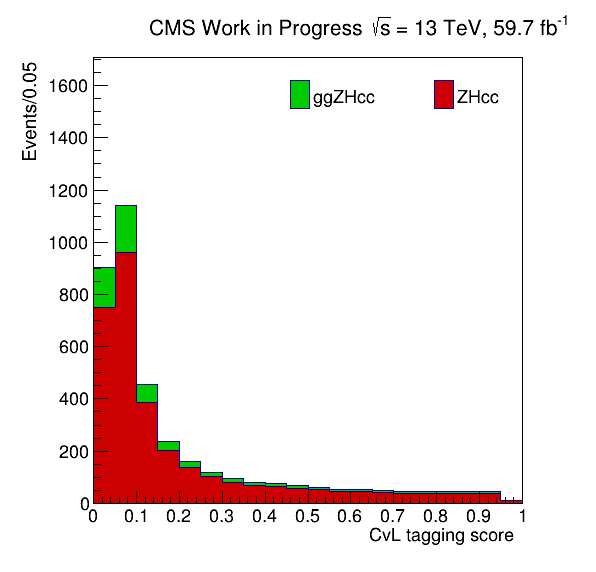 CMS Work in Progress √s = 13 TeV, 59.7 fb⁻¹
Events/0.05
ggZHcc ZHcc
1600
1400
1200
1000
800
600
400
200
0
0 0.1 0.2 0.3 0.4 0.5 0.6 0.7 0.8 0.9 1
CvL tagging score